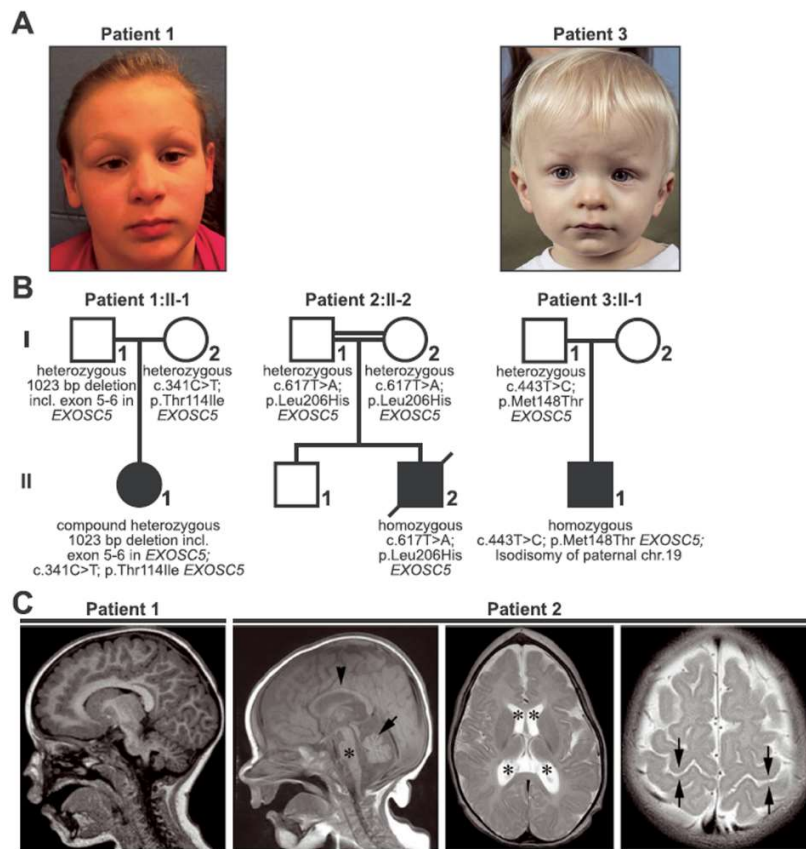 A
Patient 1
Patient 3
B
Patient 1:II-1
Patient 2:II-2
Patient 3:II-1
I
1
2
1
2
1
2
heterozygous
1023 bp deletion
incl. exon 5-6 in
EXOSC5
heterozygous
c.341C>T;
p.Thr114Ile
EXOSC5
heterozygous
c.617T>A;
p.Leu206His
EXOSC5
heterozygous
c.617T>A;
p.Leu206His
EXOSC5
heterozygous
c.443T>C;
p.Met148Thr
EXOSC5
II
1
1
2
1
compound heterozygous
1023 bp deletion incl.
exon 5-6 in EXOSC5;
c.341C>T; p.Thr114Ile EXOSC5
homozygous
c.617T>A;
p.Leu206His
EXOSC5
homozygous
c.443T>C; p.Met148Thr EXOSC5;
Isodisomy of paternal chr.19
C
Patient 1
Patient 2
*
* *
* *